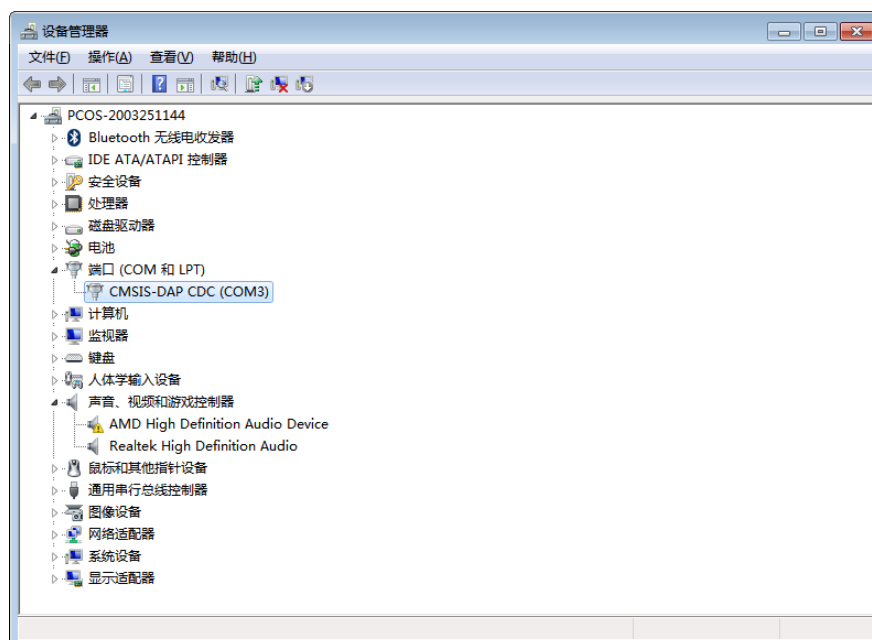 设备管理器
文件(F) 操作(A) 查看(V) 帮助(H)
PCOS-2003251144
Bluetooth 无线电收发器
IDE ATA/ATAPI 控制器
安全设备
处理器
磁盘驱动器
电池
端口 (COM 和 LPT)
CMSIS-DAP CDC (COM3)
计算机
监视器
键盘
人体学输入设备
声音、视频和游戏控制器
AMD High Definition Audio Device
Realtek High Definition Audio
鼠标和其他指针设备
通用串行总线控制器
图像设备
网络适配器
系统设备
显示适配器